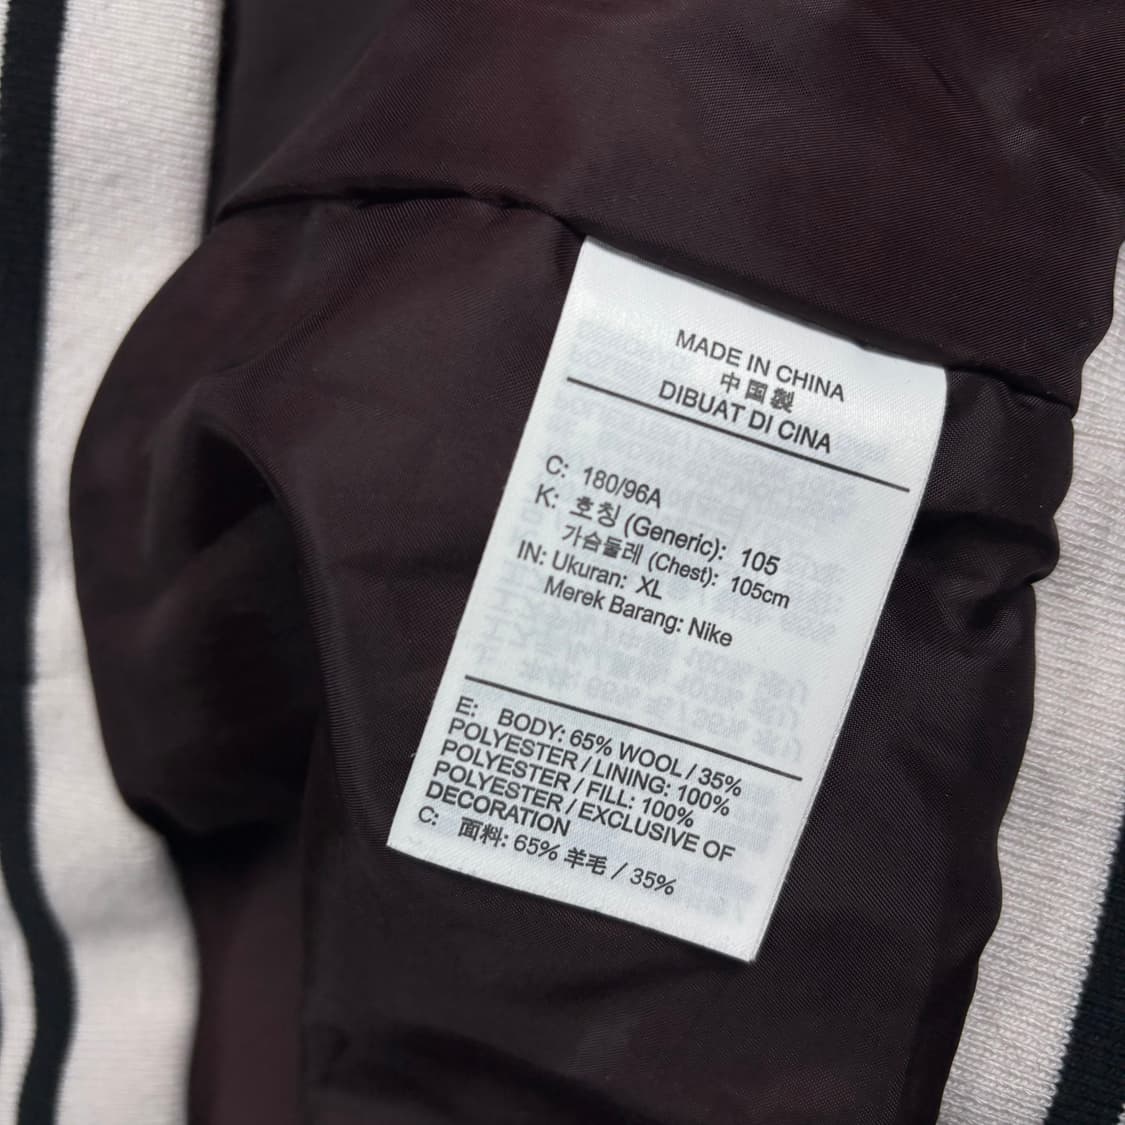 MADE IN CHINA
中国製
DIBUAT DI CINA
C: 180/96A
K: 호칭 (Generic): 105
가슴둘레 (Chest): 105cm
IN: Ukuran: XL
Merek Barang: Nike
E: BODY: 65% WOOL / 35%
POLYESTER / LINING: 100%
POLYESTER / FILL: 100%
POLYESTER / EXCLUSIVE OF
DECORATION
C: 面料: 65% 羊毛 / 35%